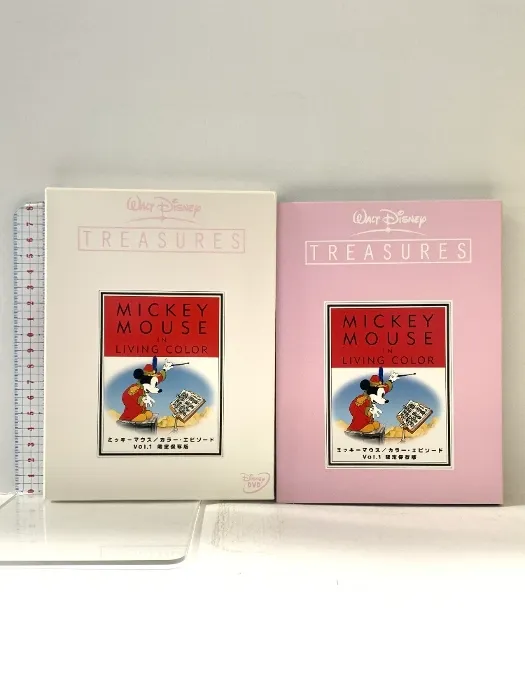 WALT DISNEY
TREASURES
MICKEY
MOUSE
IN
LIVING COLOR
ミッキーマウス/カラー・エピソード
Vol.1 限定保存版
DISNEY
DVD
WALT DISNEY
TREASURES
MICKEY
MOUSE
IN
LIVING COLOR
ミッキーマウス/カラー・エピソード
Vol.1 限定保存版